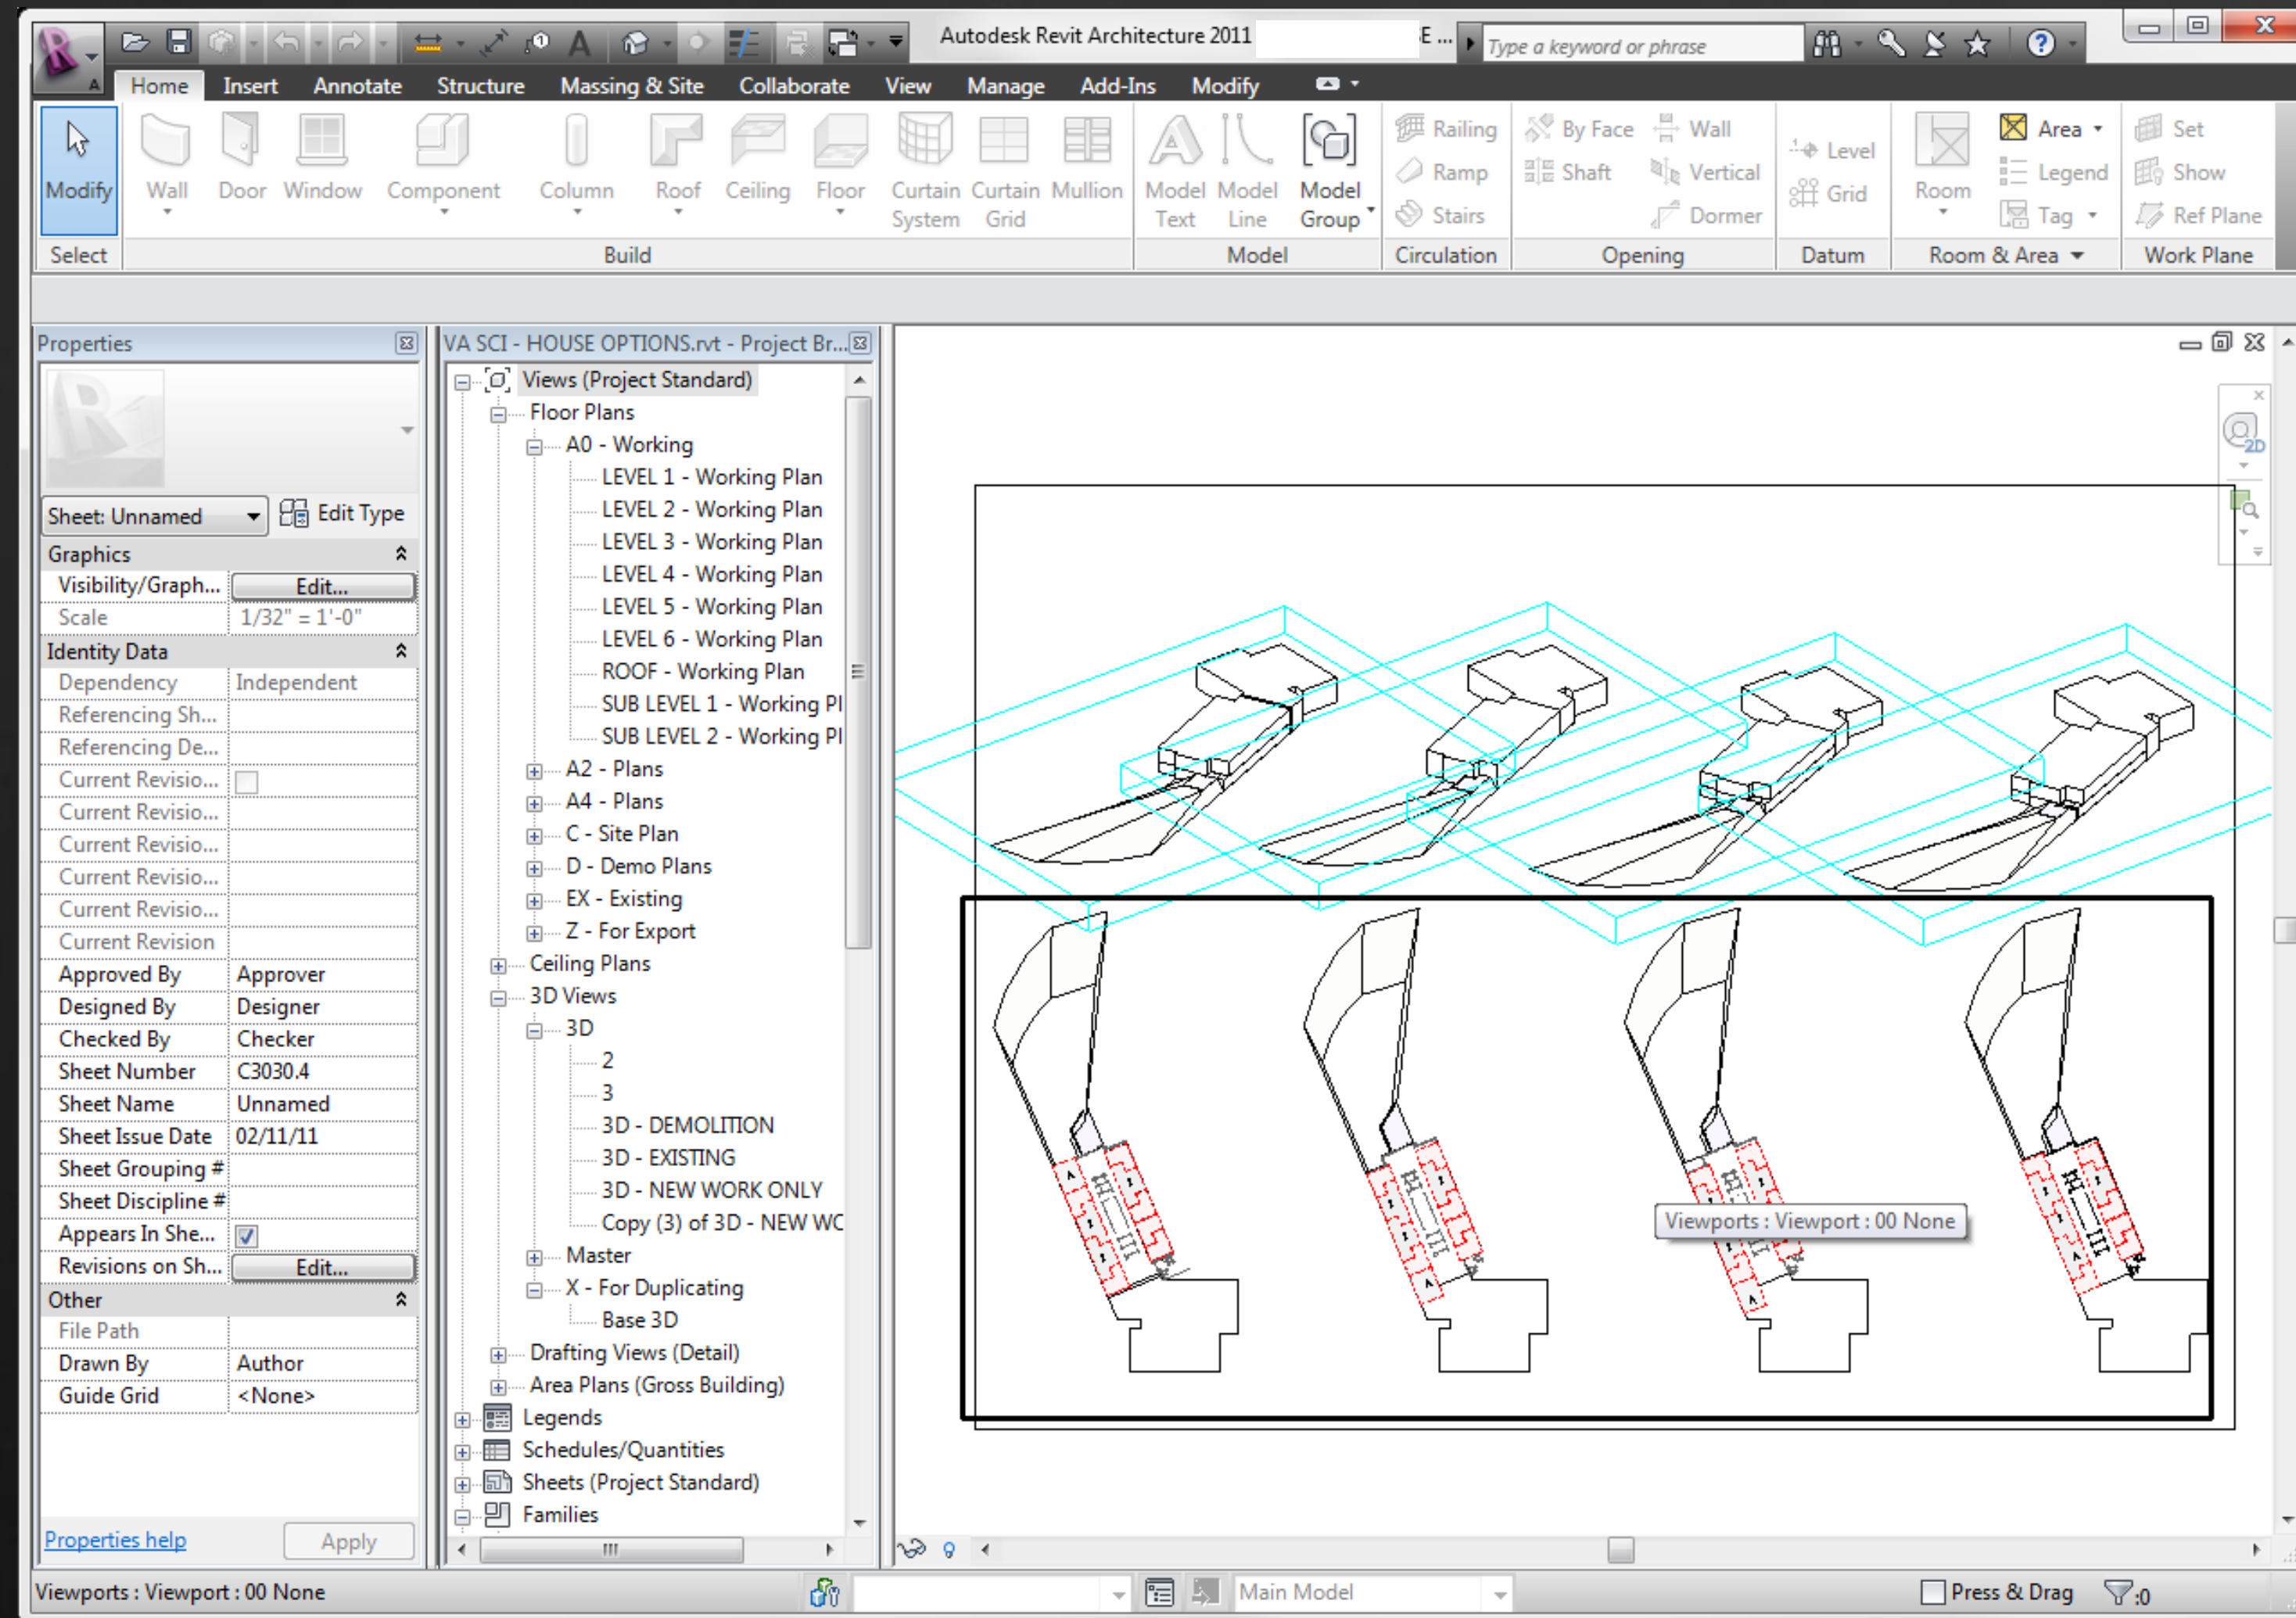 Autodesk Revit Architecture 2011
E ...
Type a keyword or phrase
Home Insert Annotate Structure Massing & Site Collaborate View Manage Add-Ins Modify
Modify
Wall
Door
Window
Component
Column
Roof
Ceiling
Floor
Curtain System
Curtain Grid
Mullion
Model Text
Model Line
Model Group
Railing
Ramp
Stairs
By Face
Shaft
Wall
Vertical
Dormer
Level
Grid
Room
Area
Legend
Tag
Set
Show
Ref Plane
Select Build Model Circulation Opening Datum Room & Area Work Plane
Properties
Sheet: Unnamed Edit Type
Graphics
Visibility/Graph... Edit...
Scale 1/32" = 1'-0"
Identity Data
Dependency Independent
Referencing Sh...
Referencing De...
Current Revisio...
Current Revisio...
Current Revisio...
Current Revisio...
Current Revisio...
Current Revision
Approved By Approver
Designed By Designer
Checked By Checker
Sheet Number C3030.4
Sheet Name Unnamed
Sheet Issue Date 02/11/11
Sheet Grouping #
Sheet Discipline #
Appears In She...
Revisions on Sh... Edit...
Other
File Path
Drawn By Author
Guide Grid <None>
Properties help Apply
VA SCI - HOUSE OPTIONS.rvt - Project Br...
Views (Project Standard)
Floor Plans
A0 - Working
LEVEL 1 - Working Plan
LEVEL 2 - Working Plan
LEVEL 3 - Working Plan
LEVEL 4 - Working Plan
LEVEL 5 - Working Plan
LEVEL 6 - Working Plan
ROOF - Working Plan
SUB LEVEL 1 - Working Pl
SUB LEVEL 2 - Working Pl
A2 - Plans
A4 - Plans
C - Site Plan
D - Demo Plans
EX - Existing
Z - For Export
Ceiling Plans
3D Views
3D
2
3
3D - DEMOLITION
3D - EXISTING
3D - NEW WORK ONLY
Copy (3) of 3D - NEW WC
Master
X - For Duplicating
Base 3D
Drafting Views (Detail)
Area Plans (Gross Building)
Legends
Schedules/Quantities
Sheets (Project Standard)
Families
2D
Viewports : Viewport : 00 None
Viewports : Viewport : 00 None
Main Model
Press & Drag
:0